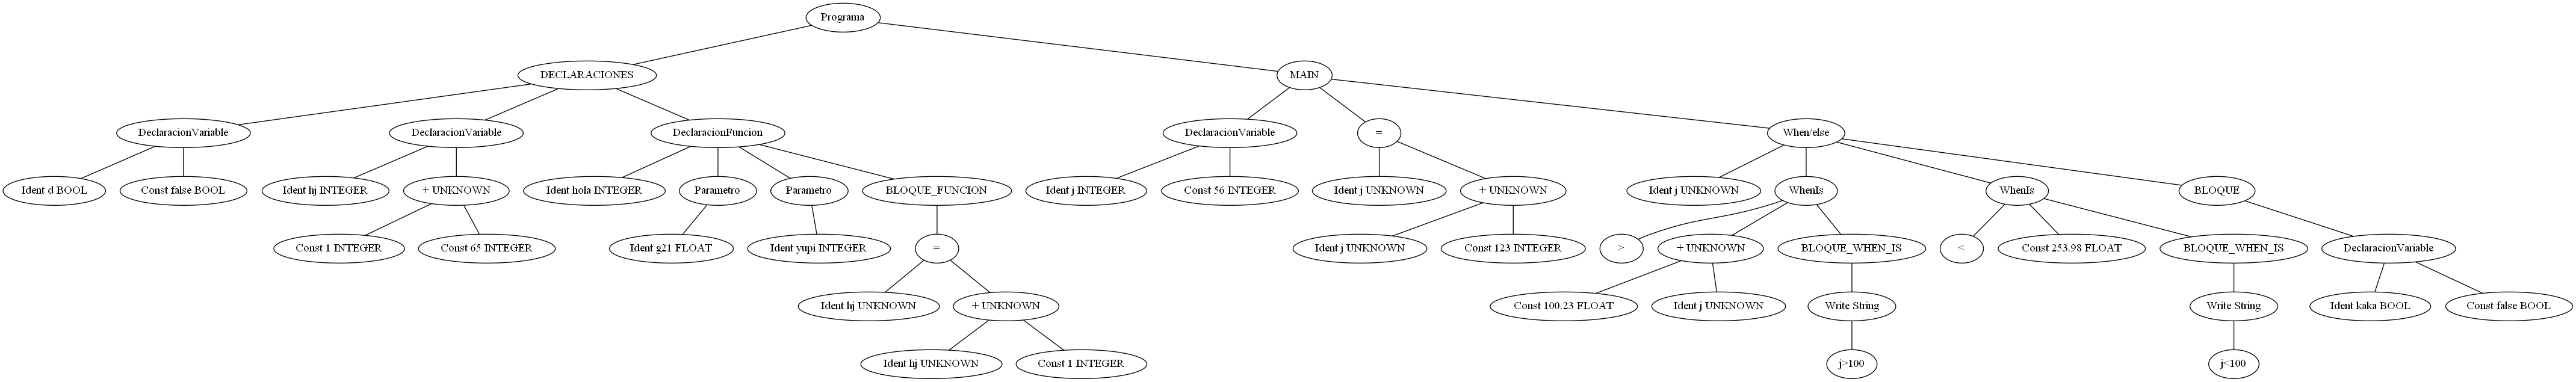 Programa
DECLARACIONES
MAIN
DeclaracionVariable
DeclaracionVariable
DeclaracionFuncion
DeclaracionVariable
=
When/else
Ident d BOOL
Const false BOOL
Ident hj INTEGER
+ UNKNOWN
Ident hola INTEGER
Parametro
Parametro
BLOQUE_FUNCION
Ident j INTEGER
Const 56 INTEGER
Ident j UNKNOWN
+ UNKNOWN
Ident j UNKNOWN
WhenIs
WhenIs
BLOQUE
Const 1 INTEGER
Const 65 INTEGER
Ident g21 FLOAT
Ident yupi INTEGER
=
Ident j UNKNOWN
Const 123 INTEGER
>
+ UNKNOWN
BLOQUE_WHEN_IS
<
Const 253.98 FLOAT
BLOQUE_WHEN_IS
DeclaracionVariable
Ident hj UNKNOWN
+ UNKNOWN
Const 100.23 FLOAT
Ident j UNKNOWN
Write String
Write String
Ident kaka BOOL
Const false BOOL
Ident hj UNKNOWN
Const 1 INTEGER
j>100
j<100